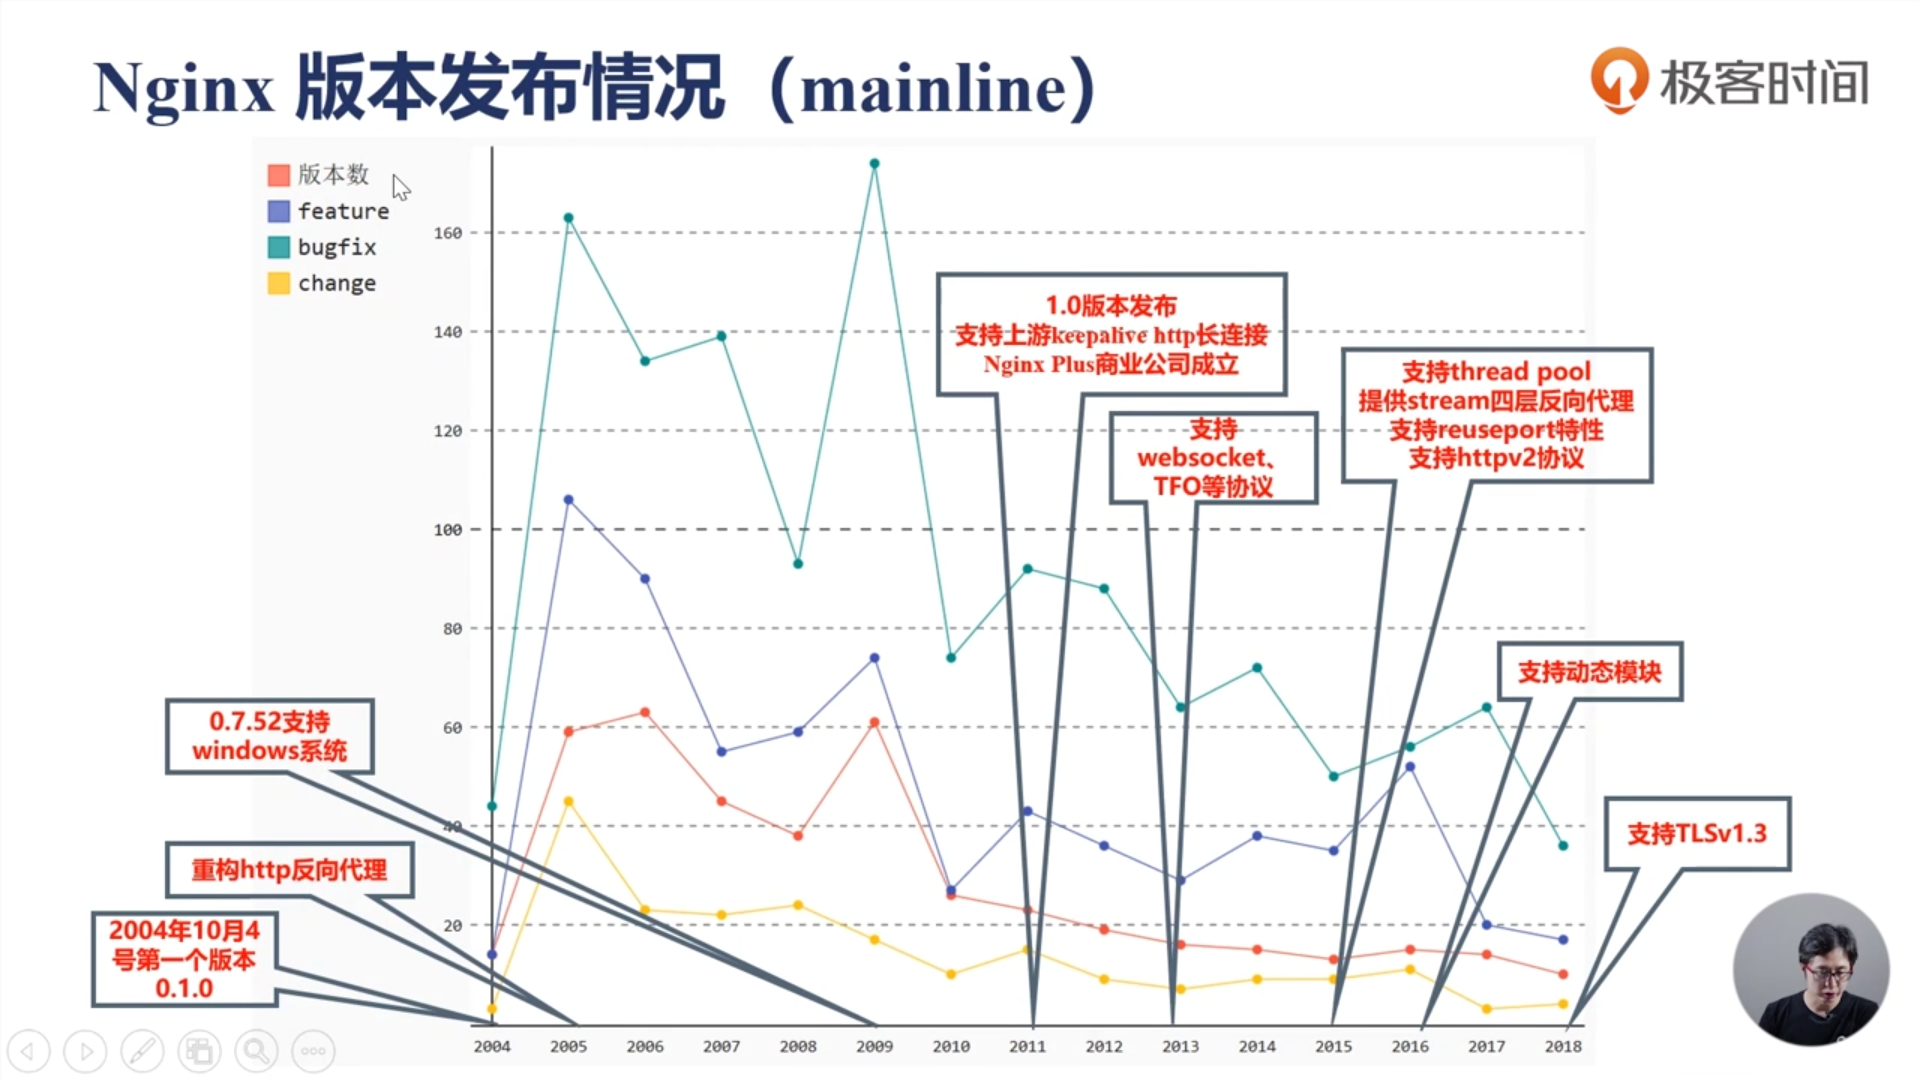 Nginx 版本发布情况（mainline）
极客时间
版本数
feature
bugfix
change
160
140
120
100
80
60
40
20
1.0版本发布
支持上游keepalive http长连接
Nginx Plus商业公司成立
支持
websocket、
TFO等协议
支持thread pool
提供stream四层反向代理
支持reuseport特性
支持httpv2协议
支持动态模块
支持TLSv1.3
0.7.52支持
windows系统
重构http反向代理
2004年10月4
号第一个版本
0.1.0
2004 2005 2006 2007 2008 2009 2010 2011 2012 2013 2014 2015 2016 2017 2018